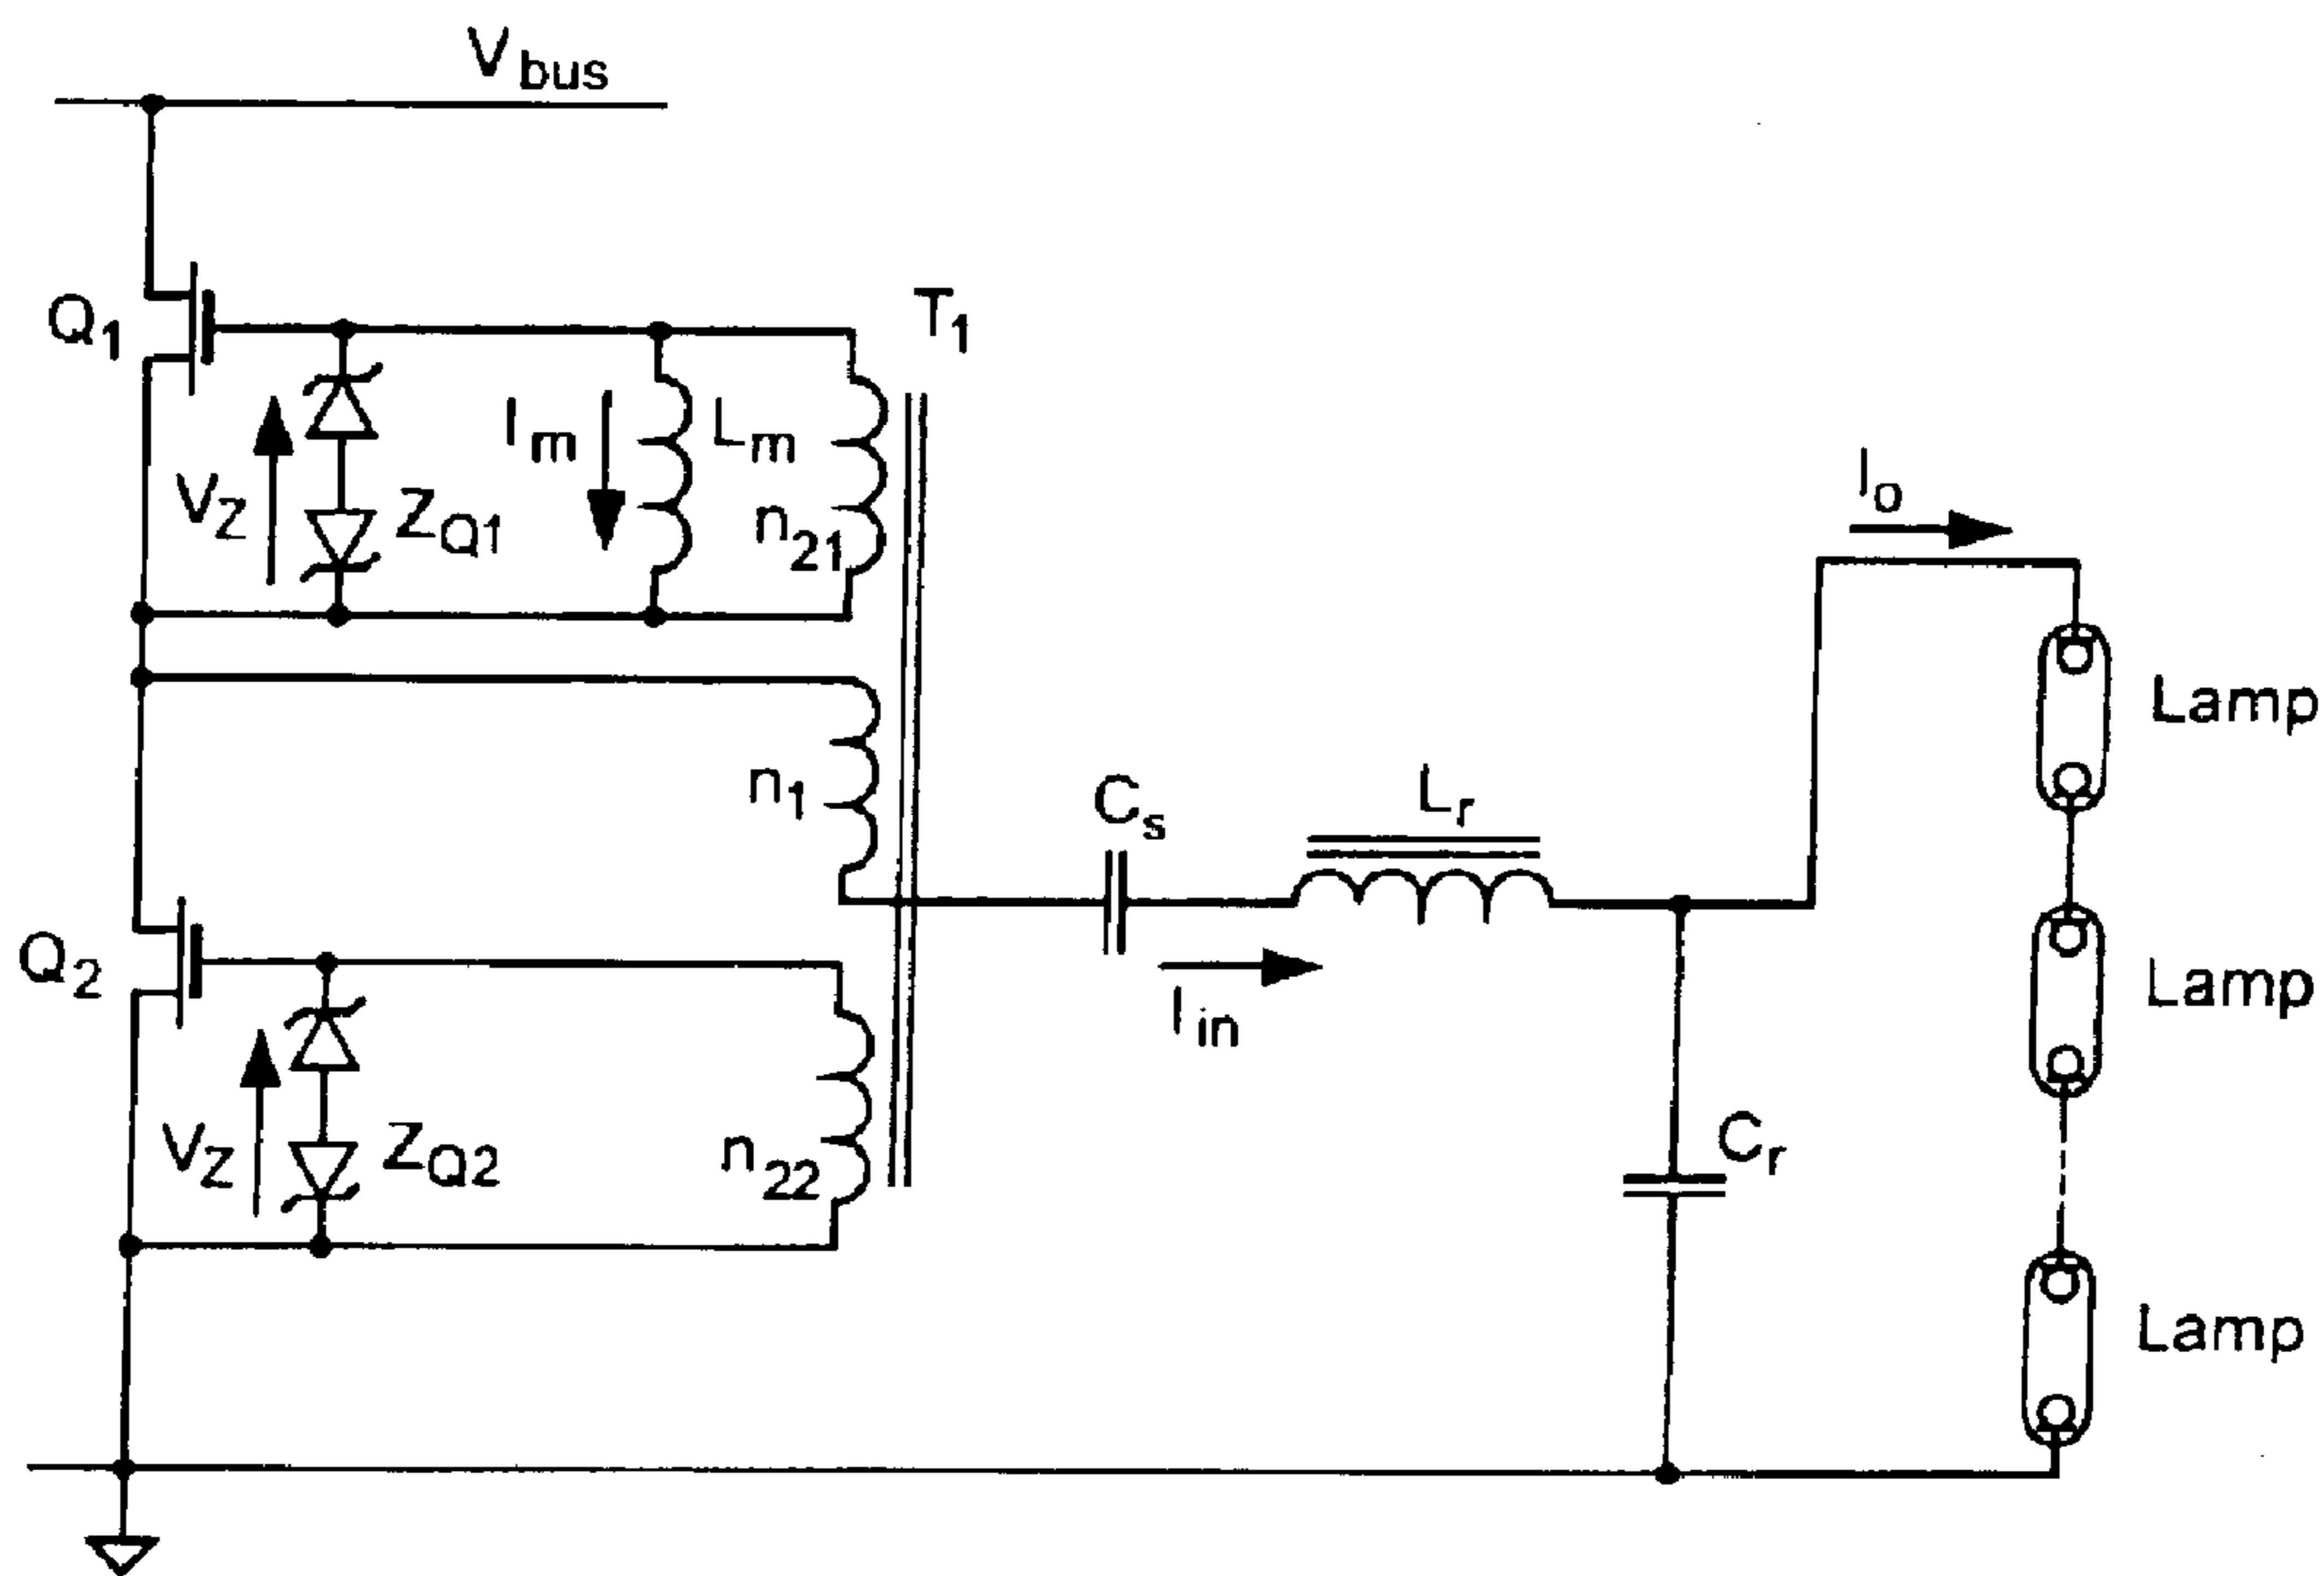 Vbus
Q1
T1
VZ
ZQ1
Im
Lm
n21
Io
Lamp
n1
Cs
Lr
Q2
Iin
Lamp
VZ
ZQ2
n22
Cr
Lamp